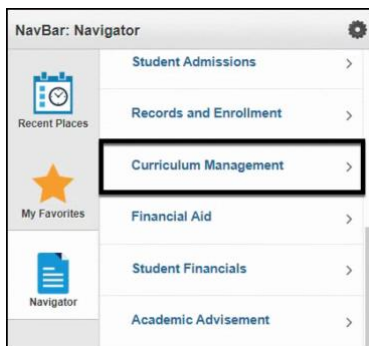 NavBar: Navigator
Recent Places
My Favorites
Navigator
Student Admissions
Records and Enrollment
Curriculum Management
Financial Aid
Student Financials
Academic Advisement